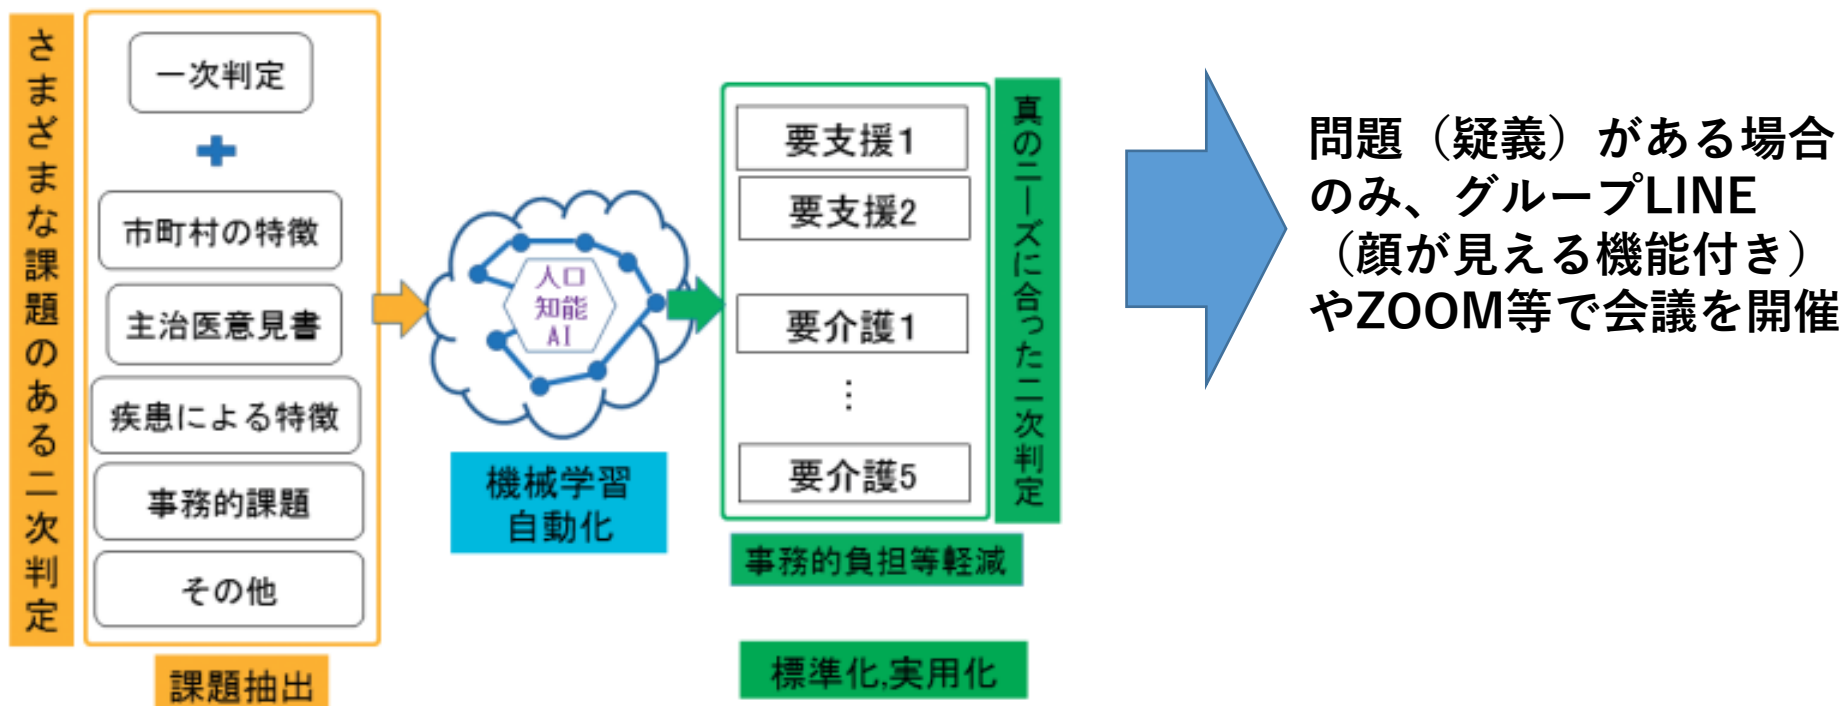 さまざまな課題のある二次判定
一次判定
市町村の特徴
主治医意見書
疾患による特徴
事務的課題
その他
課題抽出
人口
知能
AI
機械学習
自動化
要支援1
要支援2
要介護1
⋮
要介護5
真のニーズに合った二次判定
事務的負担等軽減
標準化,実用化
問題（疑義）がある場合
のみ、グループLINE
（顔が見える機能付き）
やZOOM等で会議を開催